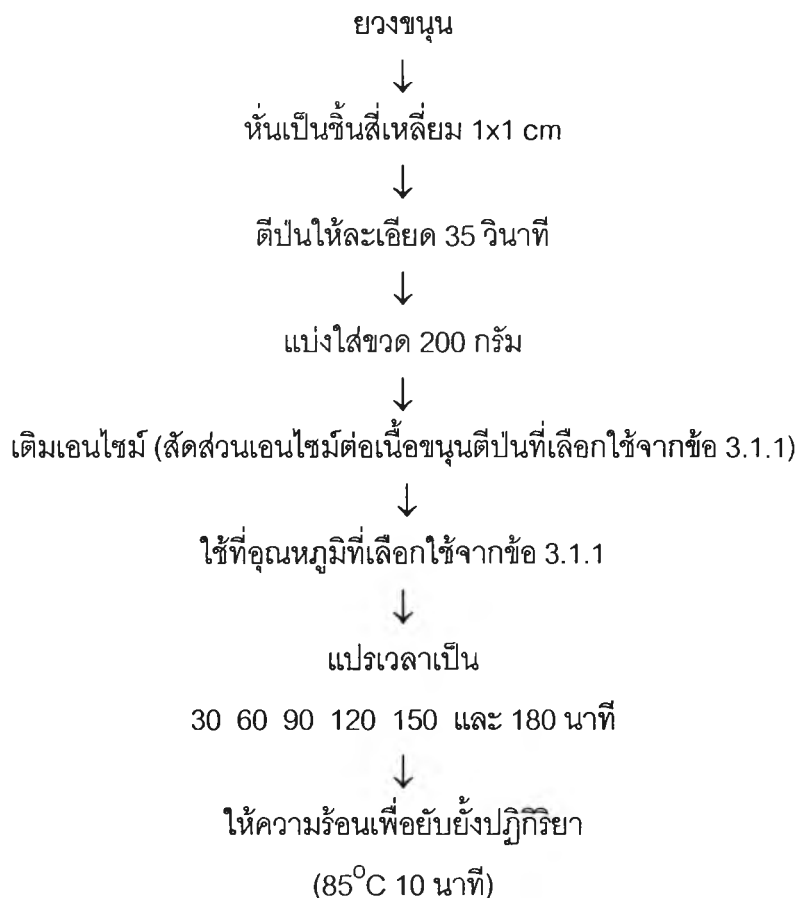 ยวงขนุน
↓
หั่นเป็นชิ้นสี่เหลี่ยม 1x1 cm
↓
ตีป่นให้ละเอียด 35 วินาที
↓
แบ่งใส่ขวด 200 กรัม
↓
เติมเอนไซม์ (สัดส่วนเอนไซม์ต่อเนื้อขนุนตีป่นที่เลือกใช้จากข้อ 3.1.1)
↓
ใช้ที่อุณหภูมิที่เลือกใช้จากข้อ 3.1.1
↓
แปรเวลาเป็น
30 60 90 120 150 และ 180 นาที
↓
ให้ความร้อนเพื่อยับยั้งปฏิกิริยา
(85°C 10 นาที)